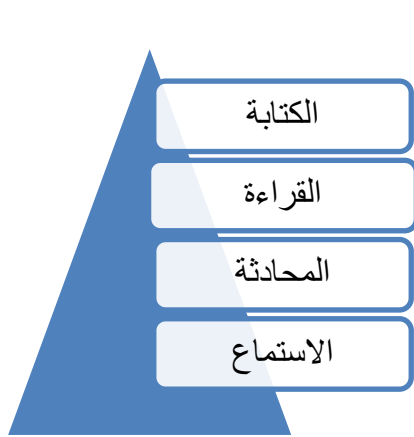 الكتابة
القراءة
المحادثة
الاستماع